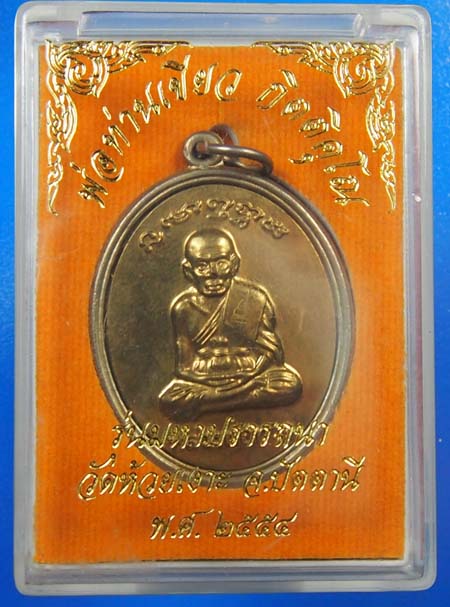 พ่อท่านเขียว กิตติคุโณ
รุ่นมหาปรารถนา
วัดห้วยเงาะ จ.ปัตตานี
พ.ศ. ๒๕๕๔